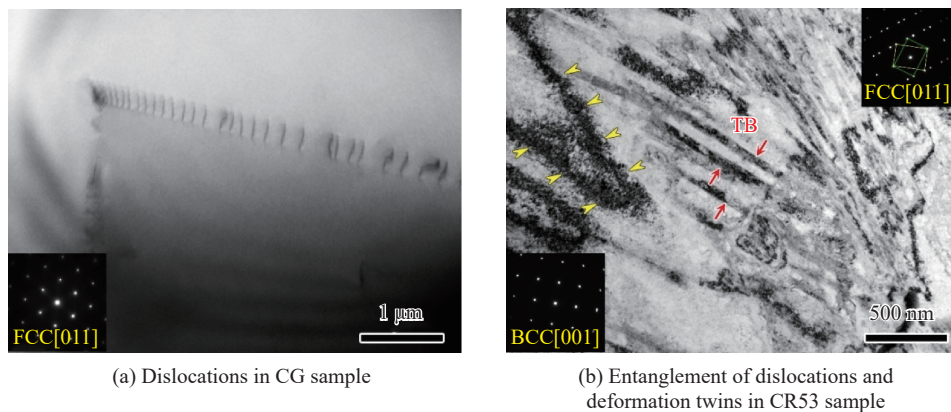 FCC[011]
1 μm
(a) Dislocations in CG sample
FCC[011]
TB
BCC[001]
500 nm
(b) Entanglement of dislocations and
deformation twins in CR53 sample